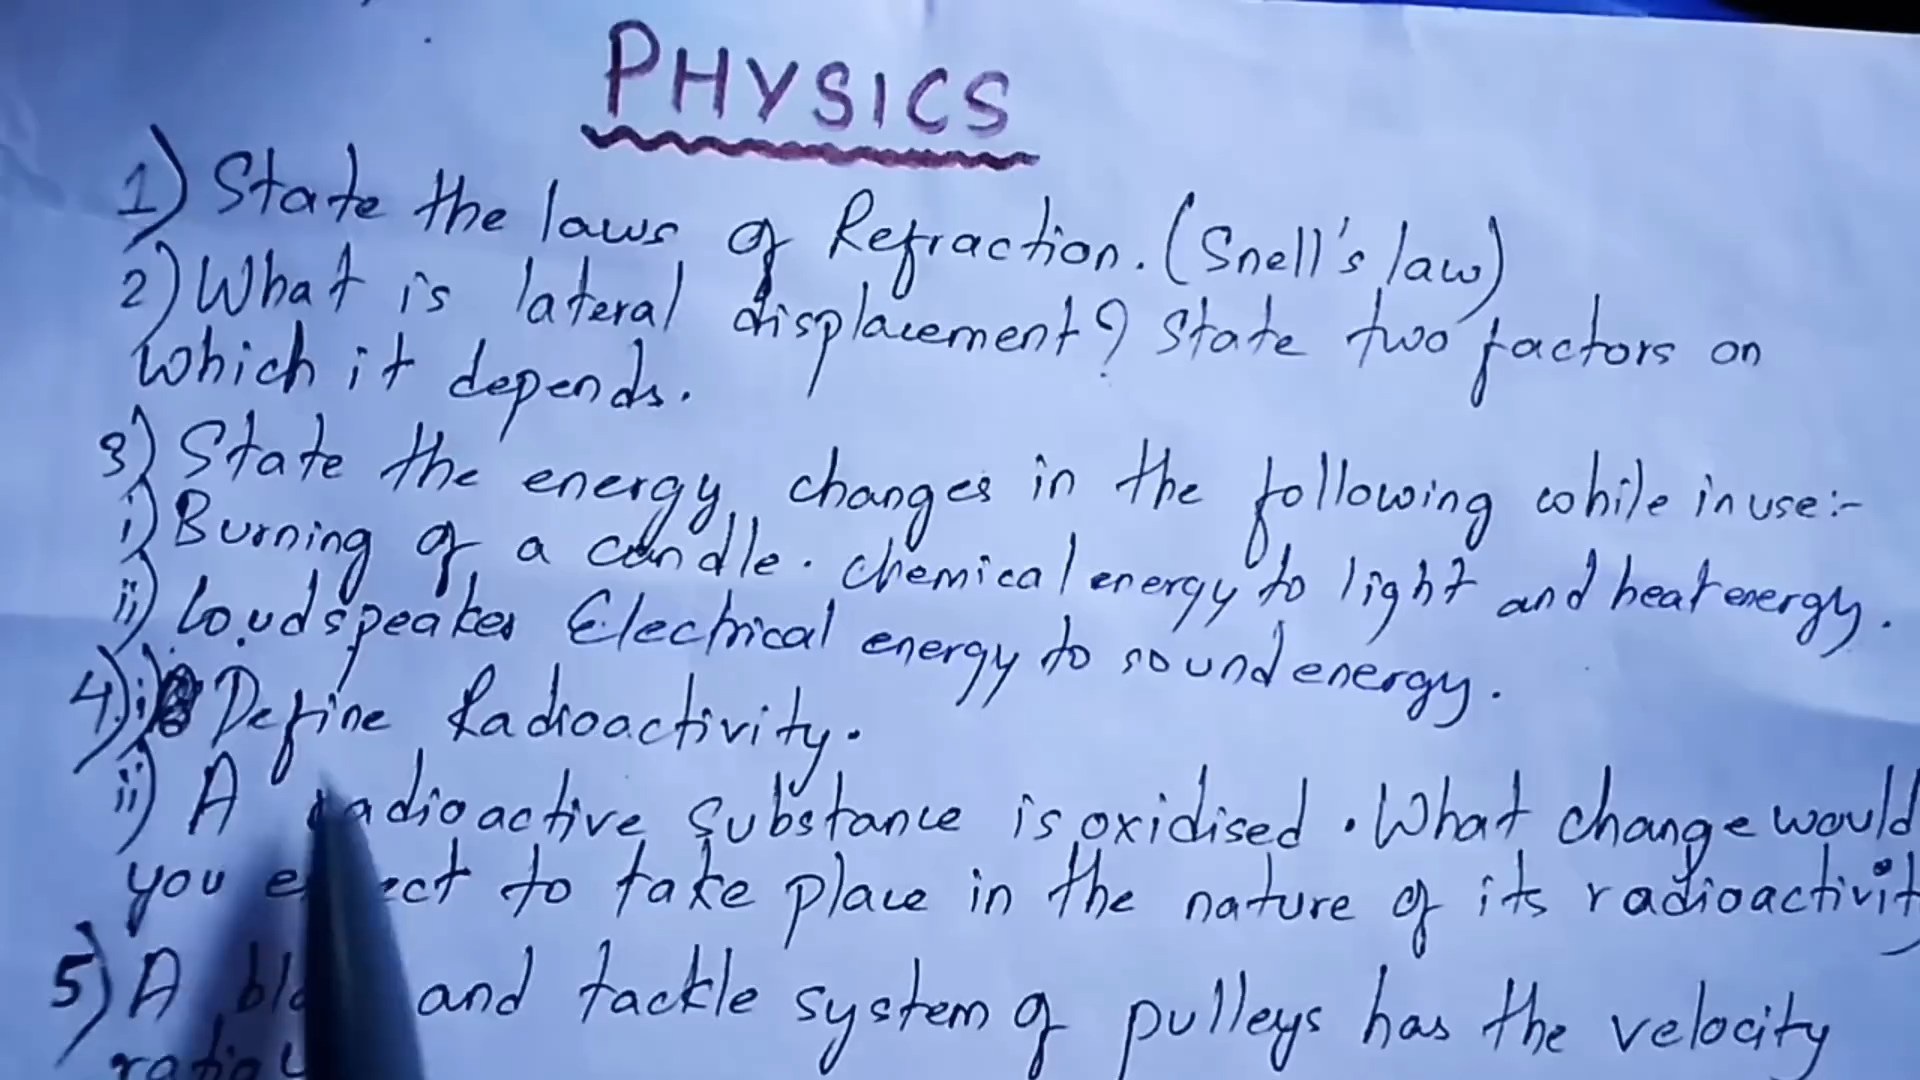 PHYSICS
1) State the laws of Refraction. (Snell's law)
2) What is lateral displacement? State two factors on
which it depends.
3) State the energy changes in the following while in use:-
i) Burning of a candle. chemical energy to light and heat energy.
ii) Loudspeaker Electrical energy to sound energy.
4) i) Define Radioactivity.
ii) A radioactive substance is oxidised. What change would
you to take place in the nature of its radioactivit
5) A and tackle system of pulleys has the velocity